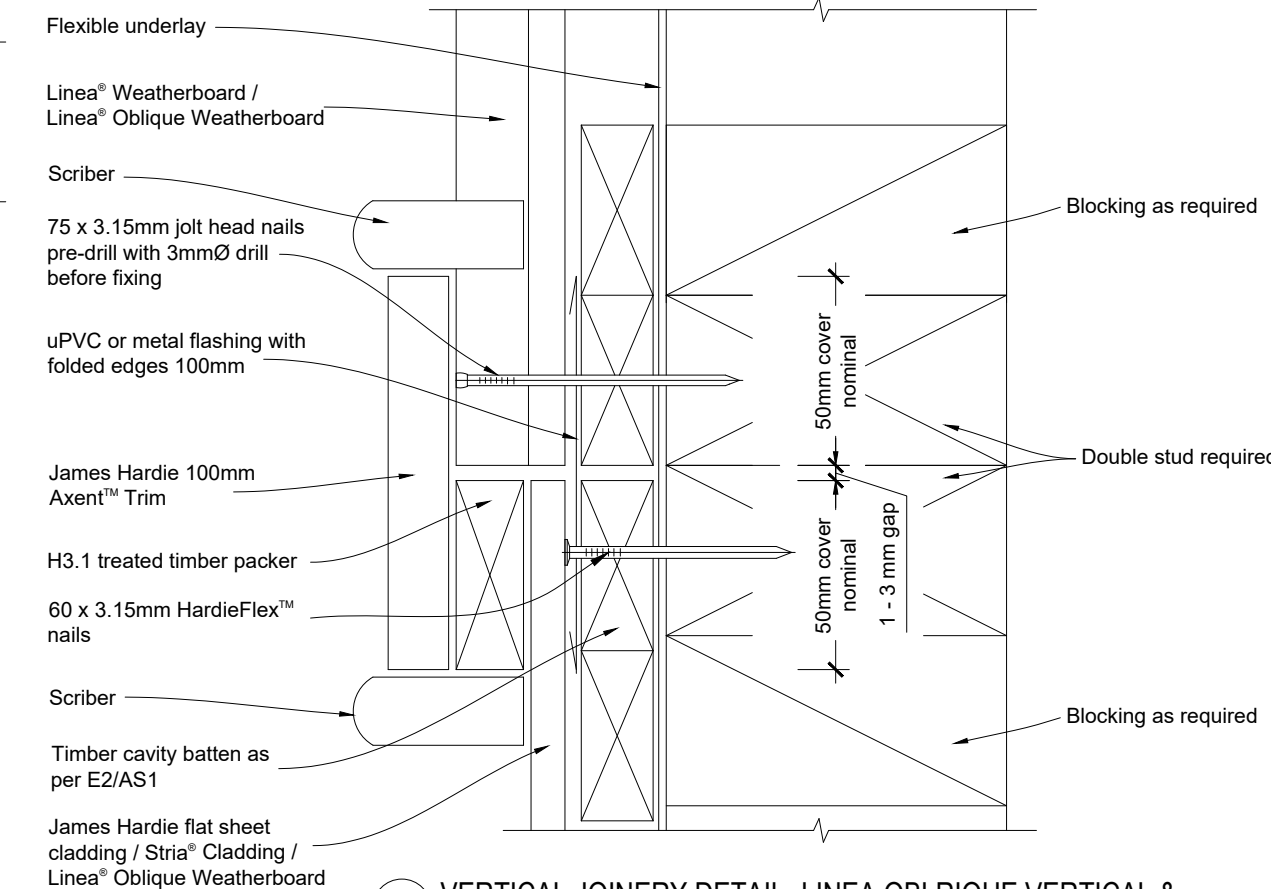 Flexible underlay
Linea® Weatherboard /
Linea® Oblique Weatherboard
Scriber
75 x 3.15mm jolt head nails
pre-drill with 3mmØ drill
before fixing
uPVC or metal flashing with
folded edges 100mm
James Hardie 100mm
Axent™ Trim
H3.1 treated timber packer
60 x 3.15mm HardieFlex™
nails
Scriber
Timber cavity batten as
per E2/AS1
James Hardie flat sheet
cladding / Stria® Cladding /
Linea® Oblique Weatherboard
Blocking as required
50mm cover
nominal
Double stud required
50mm cover
nominal
1 - 3 mm gap
Blocking as required
VERTICAL JOINERY DETAIL - LINEA OBLRIQUE VERTICAL &